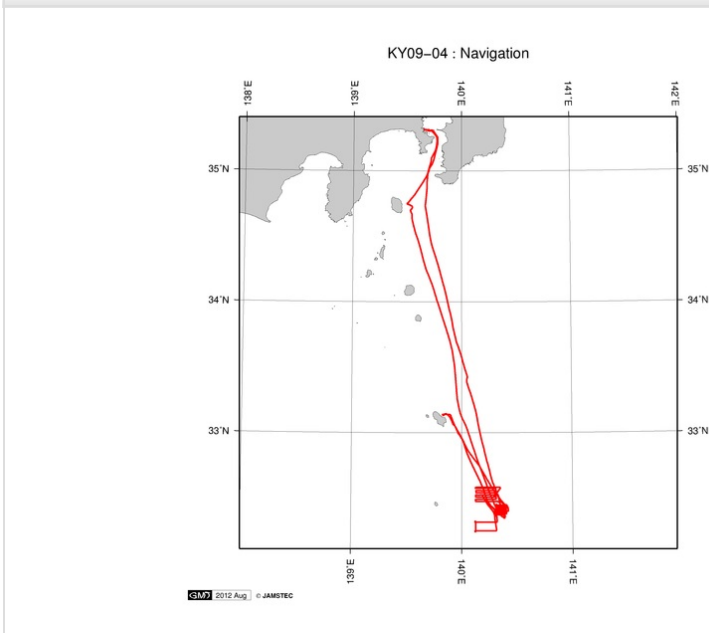 KY09−04 : Navigation
138˚E 139˚E 140˚E 141˚E 142˚E
35˚N 35˚N
34˚N 34˚N
33˚N 33˚N
139˚E 140˚E 141˚E
GMD 2012 Aug © JAMSTEC